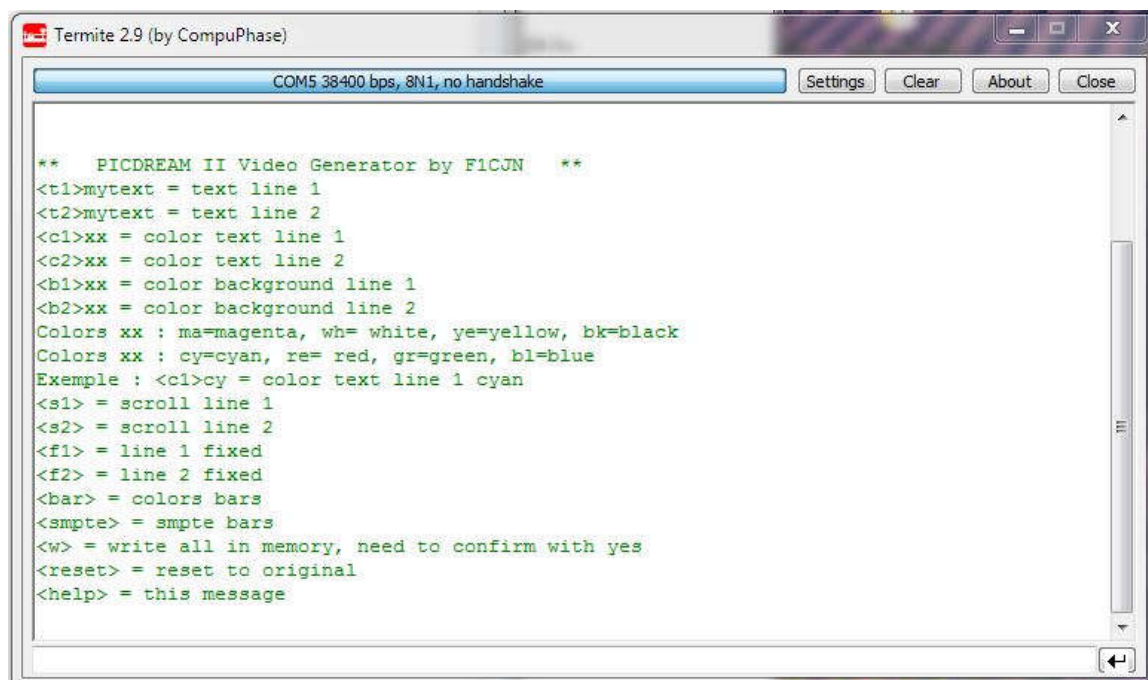 Termite 2.9 (by CompuPhase)
COM5 38400 bps, 8N1, no handshake
Settings
Clear
About
Close
**   PICDREAM II Video Generator by F1CJN   **
<t1>mytext = text line 1
<t2>mytext = text line 2
<c1>xx = color text line 1
<c2>xx = color text line 2
<b1>xx = color background line 1
<b2>xx = color background line 2
Colors xx : ma=magenta, wh= white, ye=yellow, bk=black
Colors xx : cy=cyan, re= red, gr=green, bl=blue
Exemple : <c1>cy = color text line 1 cyan
<s1> = scroll line 1
<s2> = scroll line 2
<f1> = line 1 fixed
<f2> = line 2 fixed
<bar> = colors bars
<smpte> = smpte bars
<w> = write all in memory, need to confirm with yes
<reset> = reset to original
<help> = this message